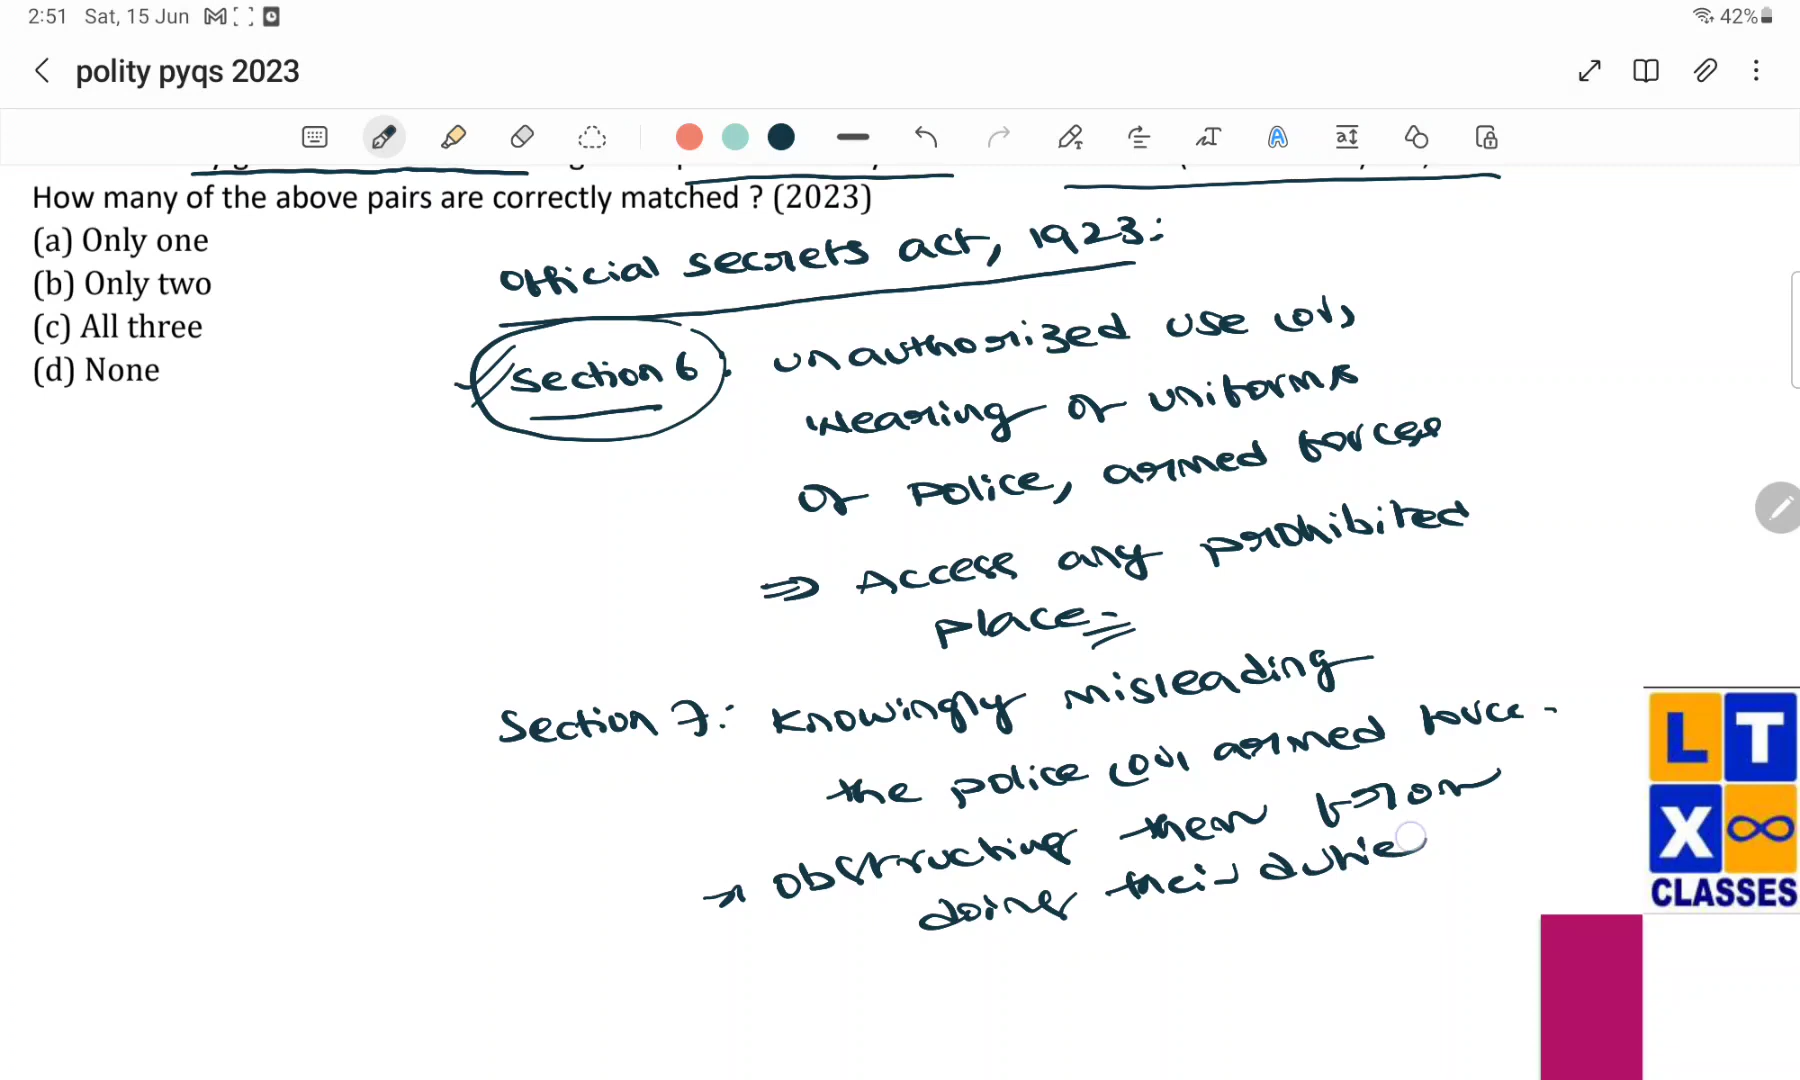 2:51 Sat, 15 Jun
42%
polity pyqs 2023
How many of the above pairs are correctly matched ? (2023)
(a) Only one
(b) Only two
(c) All three
(d) None
Official secrets act, 1923:
Section 6: unauthorized use (or)
wearing of uniforms
of police, armed forces
⇒ Access any prohibited
place
Section 7: Knowingly misleading
the police (or) armed force
→ obstructing them from
doing their dutie
L T
X ∞
CLASSES